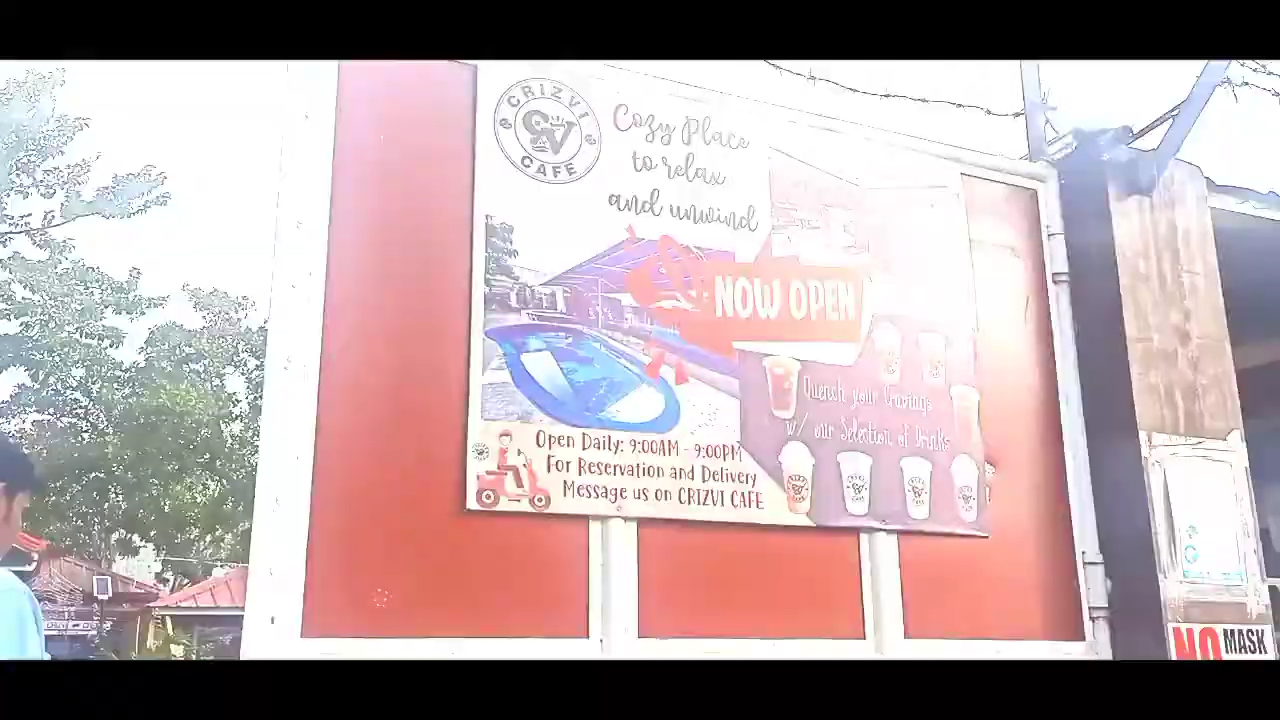 CRIZVI
CV
CAFE
Cozy Place
to relax
and unwind
NOW OPEN
Quench your Cravings
w/ our Selection of Drinks
Open Daily: 9:00AM - 9:00PM
For Reservation and Delivery
Message us on CRIZVI CAFE
NO MASK